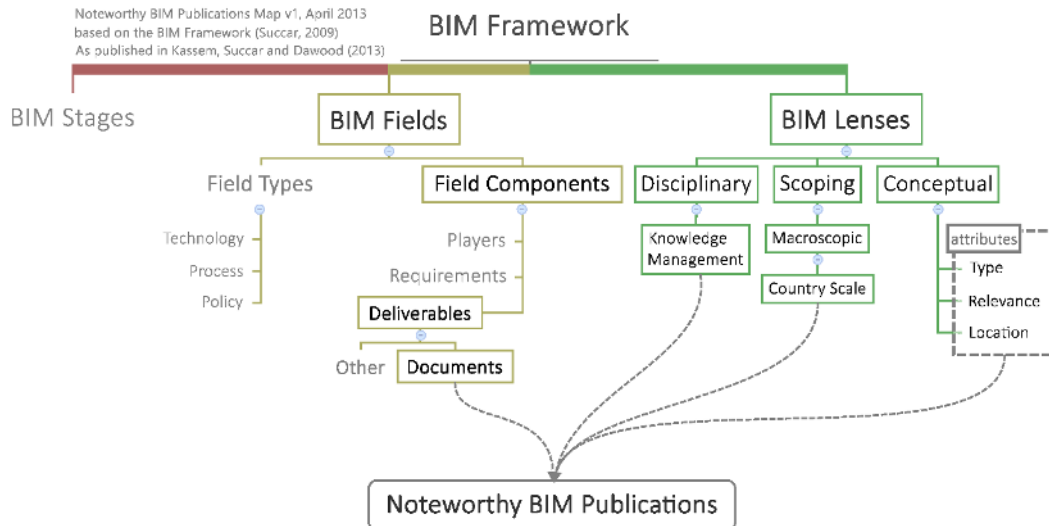 Noteworthy BIM Publications Map v1, April 2013
based on the BIM Framework (Succar, 2009)
As published in Kassem, Succar and Dawood (2013)
BIM Framework
BIM Stages
BIM Fields
BIM Lenses
Field Types
Field Components
Disciplinary
Scoping
Conceptual
Technology
Process
Policy
Players
Requirements
Deliverables
Other
Documents
Knowledge
Management
Macroscopic
Country Scale
attributes
Type
Relevance
Location
Noteworthy BIM Publications